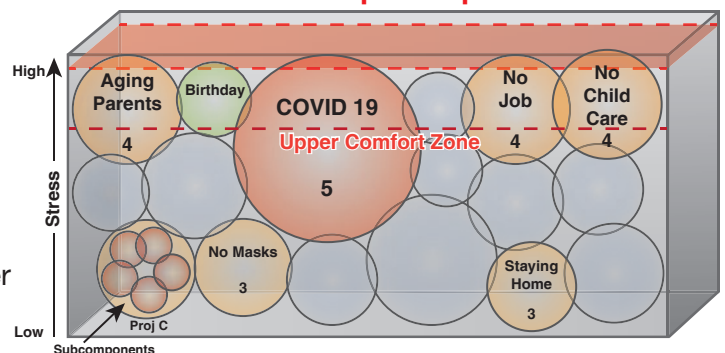 High
Aging
Parents
4
Birthday
COVID 19
5
No
Job
4
No
Child
Care
4
Upper Comfort Zone
Stress
er
No Masks
3
Staying
Home
3
Proj C
Low
Subcomponents